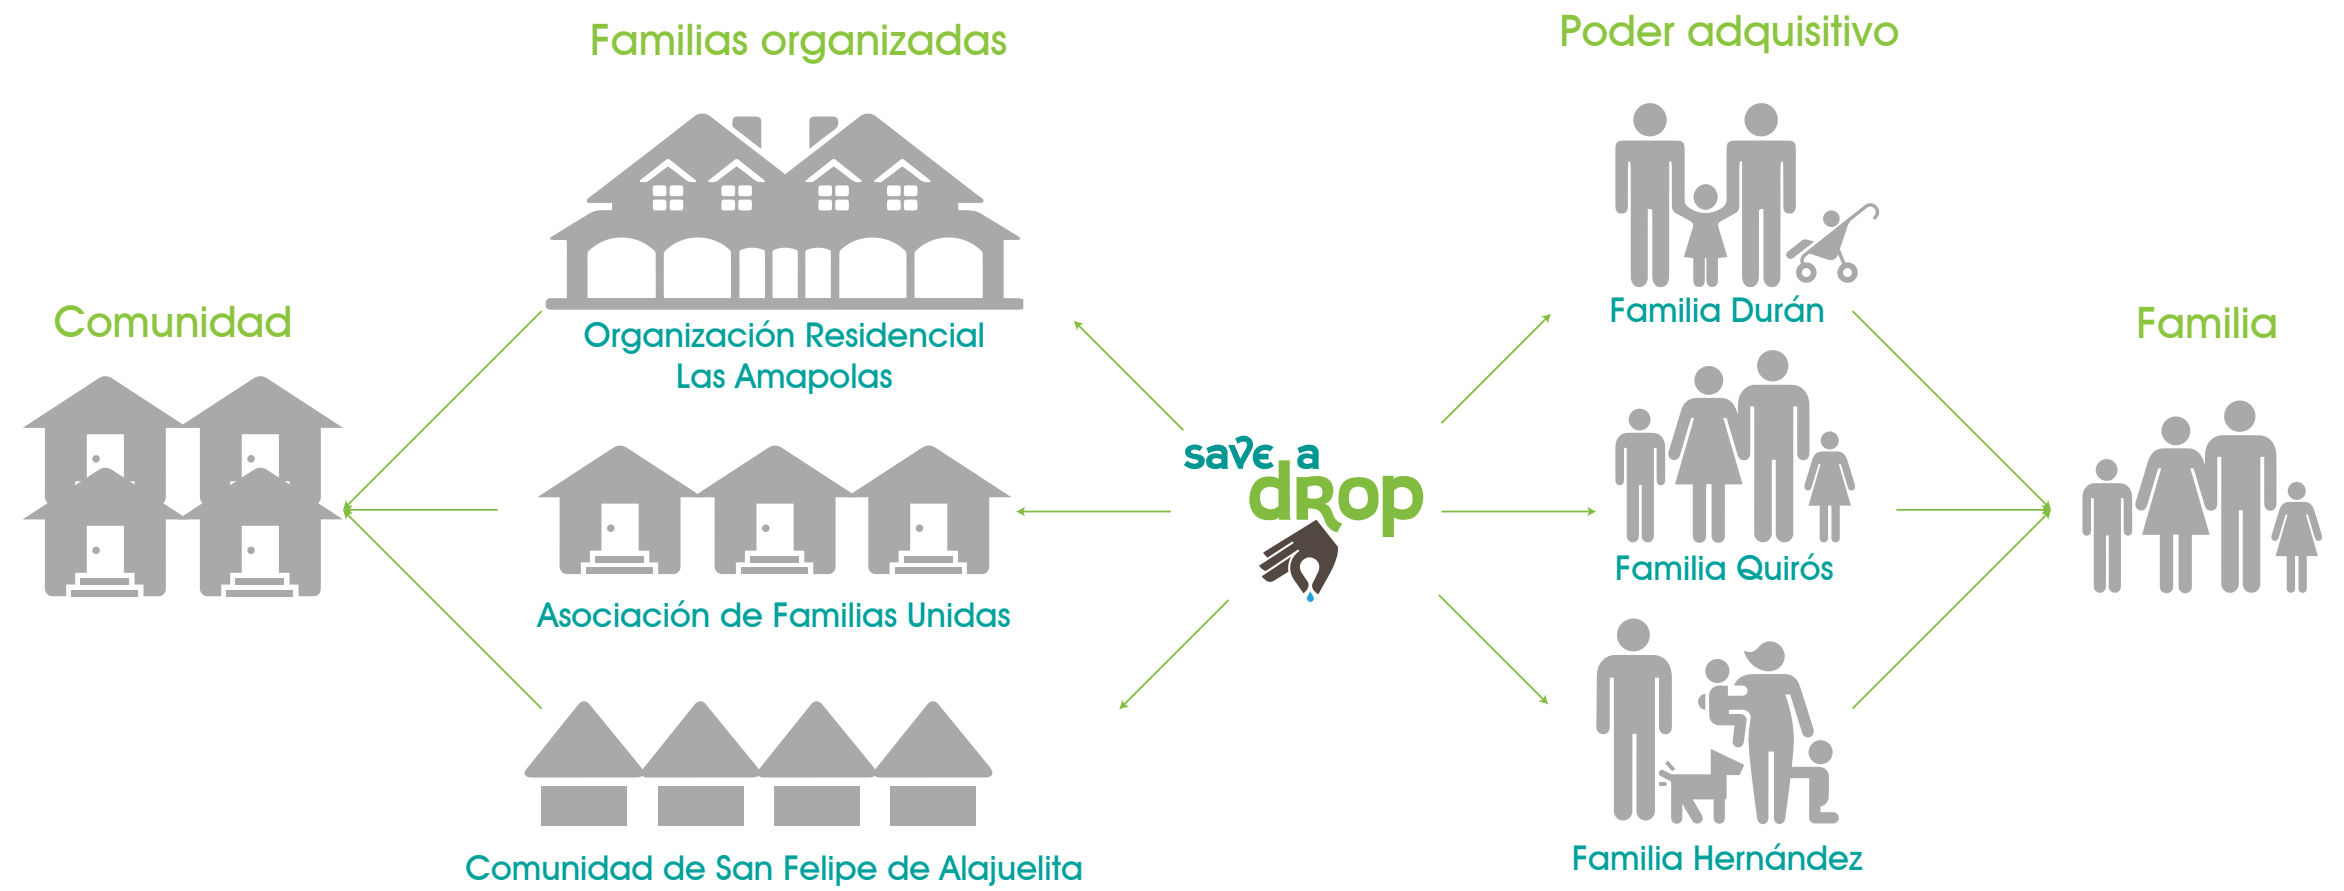 Familias organizadas
Poder adquisitivo
Comunidad
Organización Residencial
Las Amapolas
Asociación de Familias Unidas
Comunidad de San Felipe de Alajuelita
save a
dRop
Familia Durán
Familia Quirós
Familia Hernández
Familia